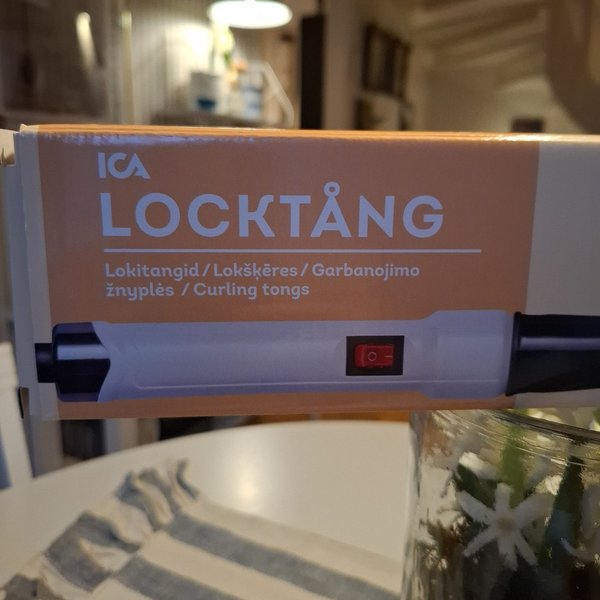 ICA
LOCKTÅNG
Lokitangid / Lokšķēres / Garbanojimo
žnyplės / Curling tongs